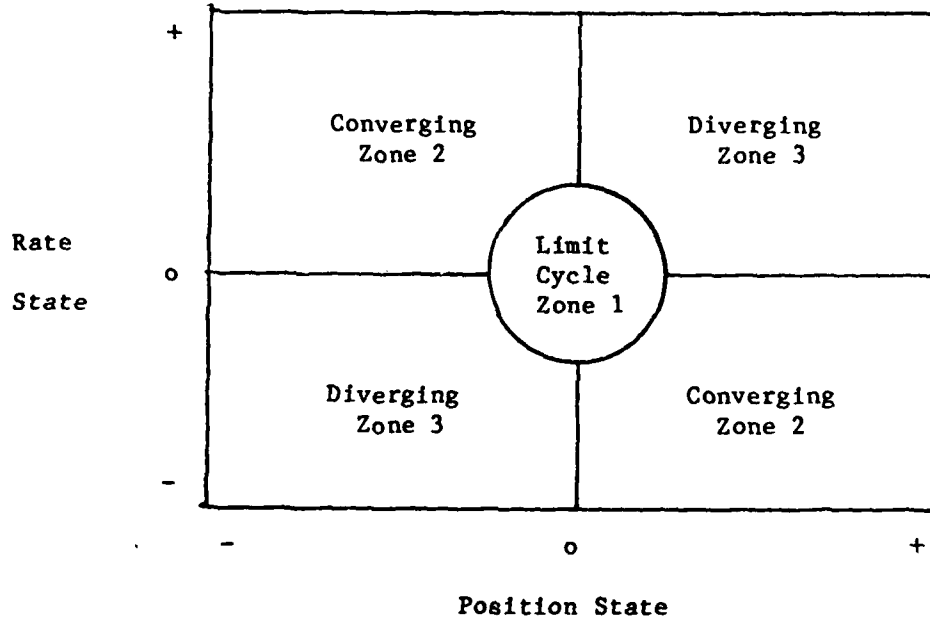 +
Converging
Zone 2
Diverging
Zone 3
Rate
o
State
Limit
Cycle
Zone 1
Diverging
Zone 3
Converging
Zone 2
-
- o +
Position State